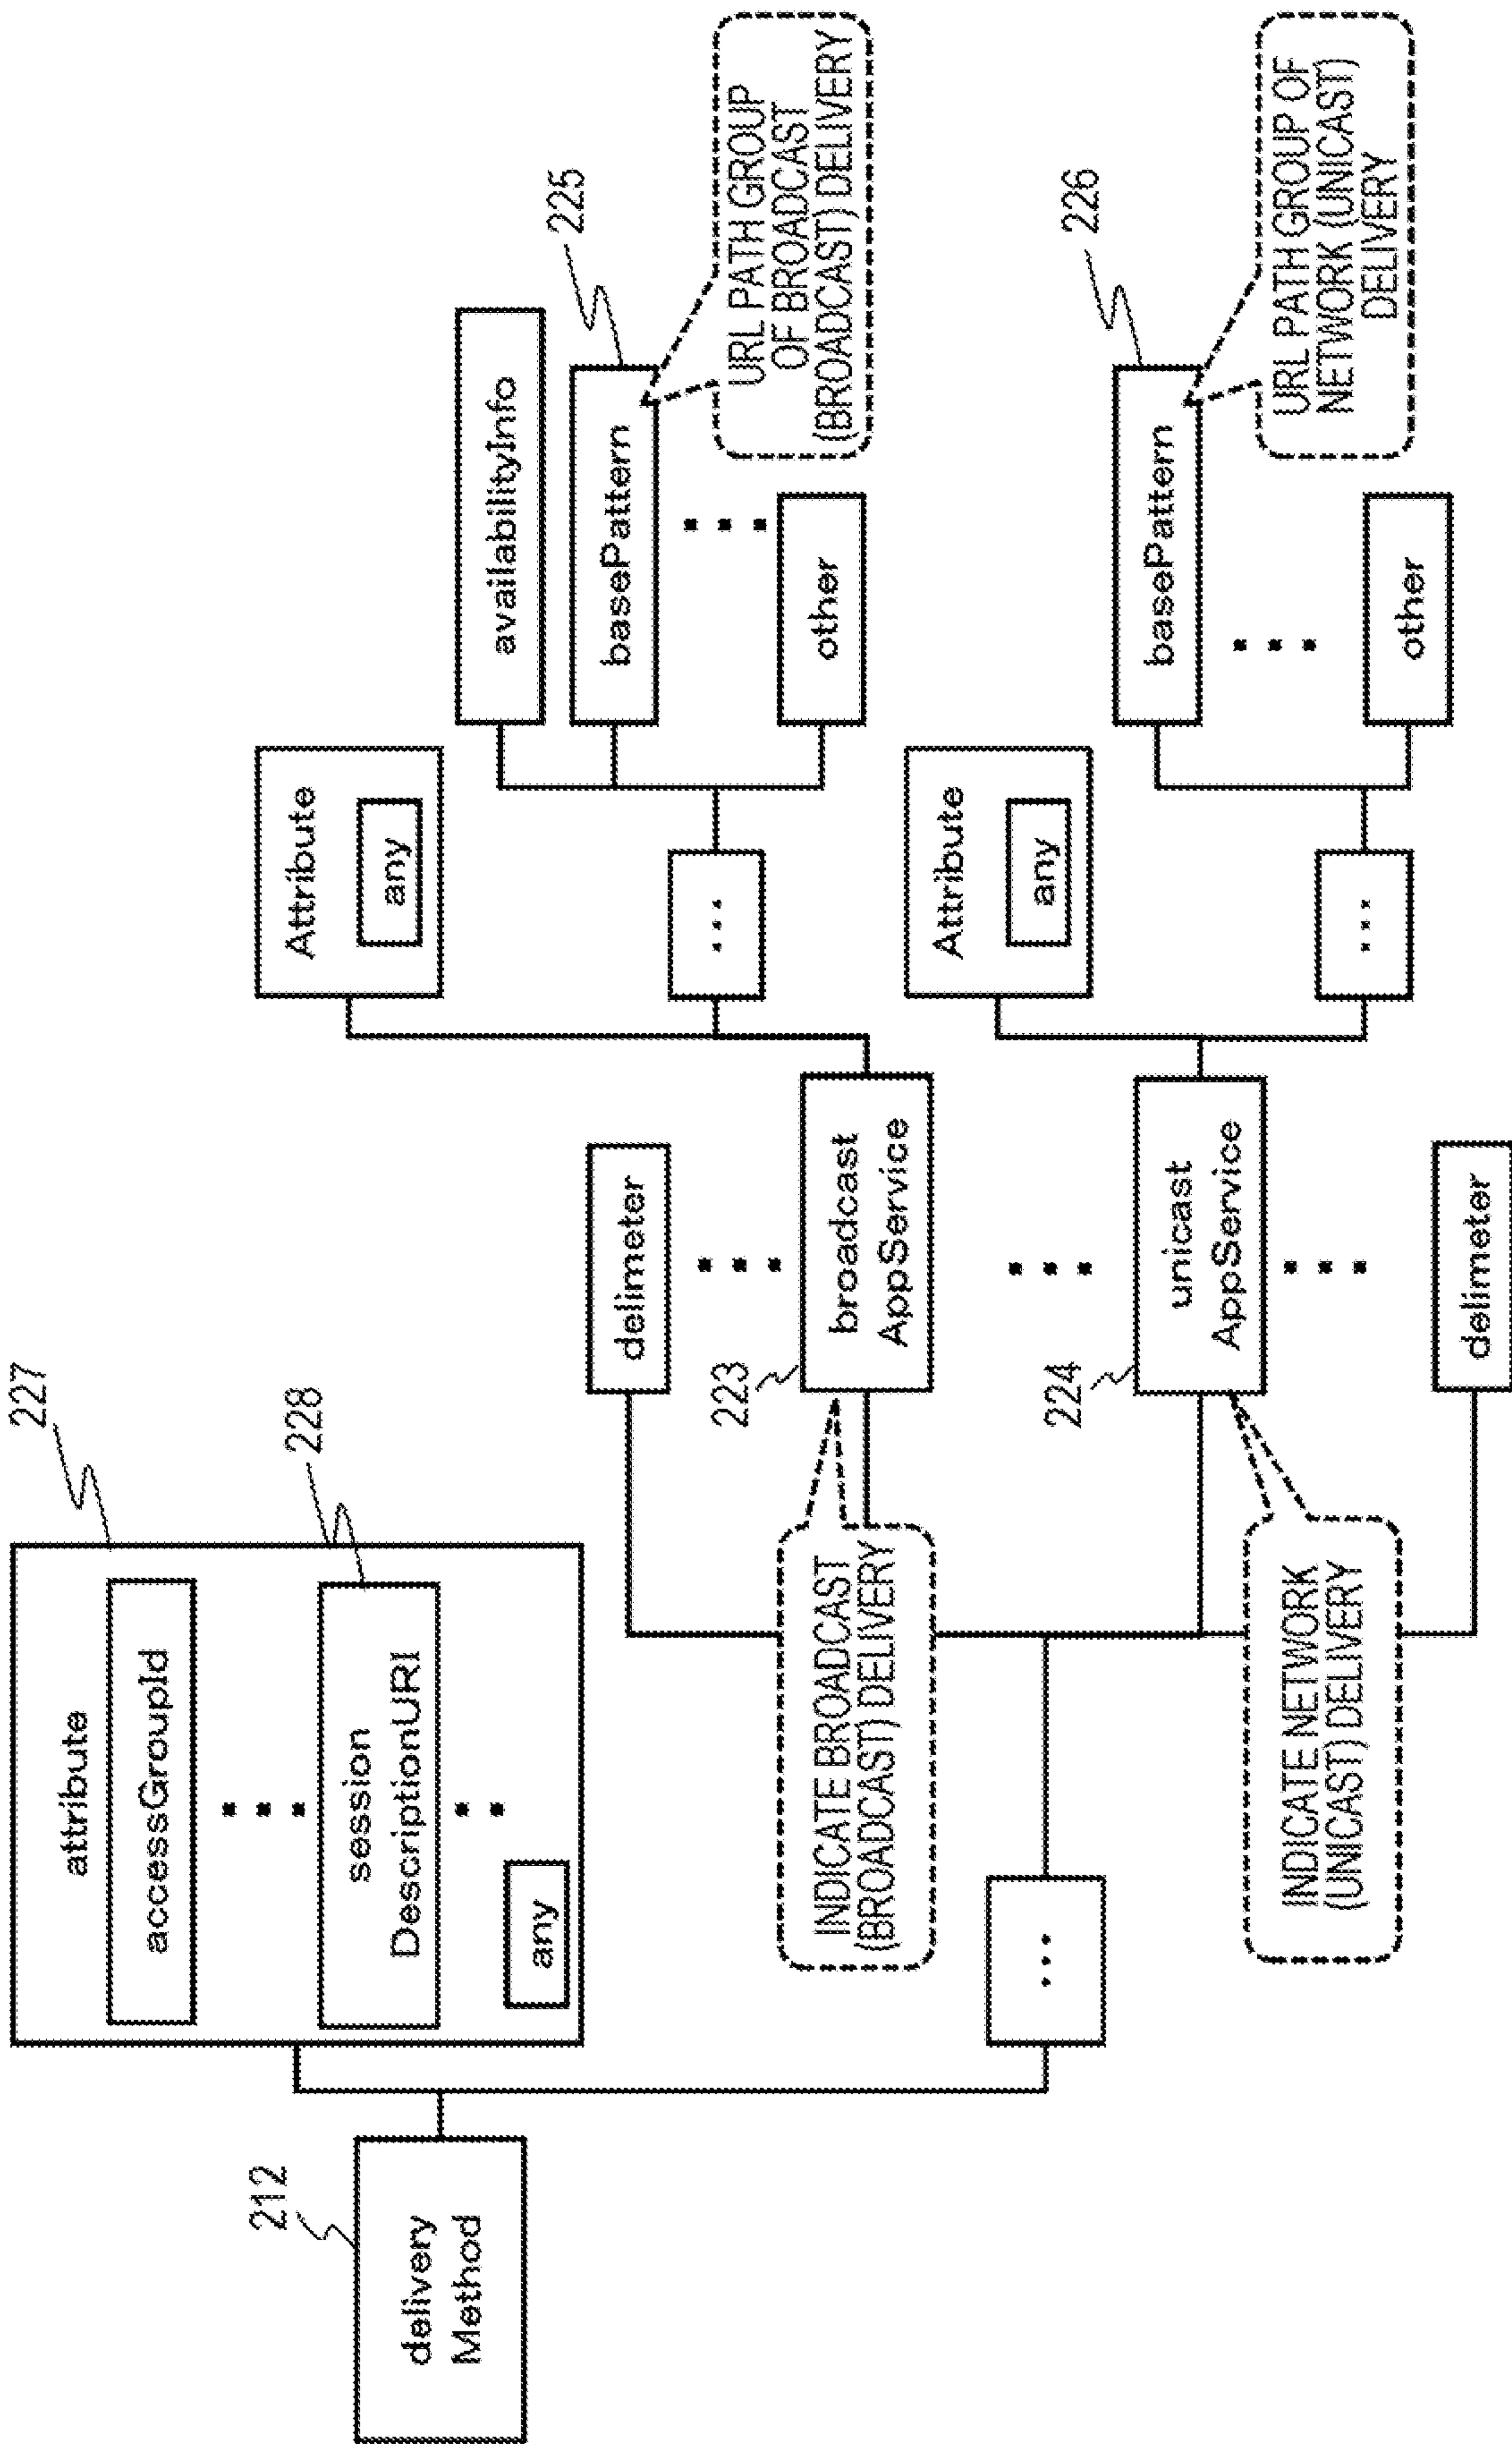 212
delivery
Method
227
attribute
accessGroupId
228
session
DescriptionURI
any
...
delimeter
223
broadcast
AppService
INDICATE BROADCAST
(BROADCAST) DELIVERY
224
unicast
AppService
INDICATE NETWORK
(UNICAST) DELIVERY
delimeter
Attribute
any
...
availabilityInfo
225
basePattern
URL PATH GROUP
OF BROADCAST
(BROADCAST) DELIVERY
other
Attribute
any
...
226
basePattern
URL PATH GROUP OF
NETWORK (UNICAST)
DELIVERY
other